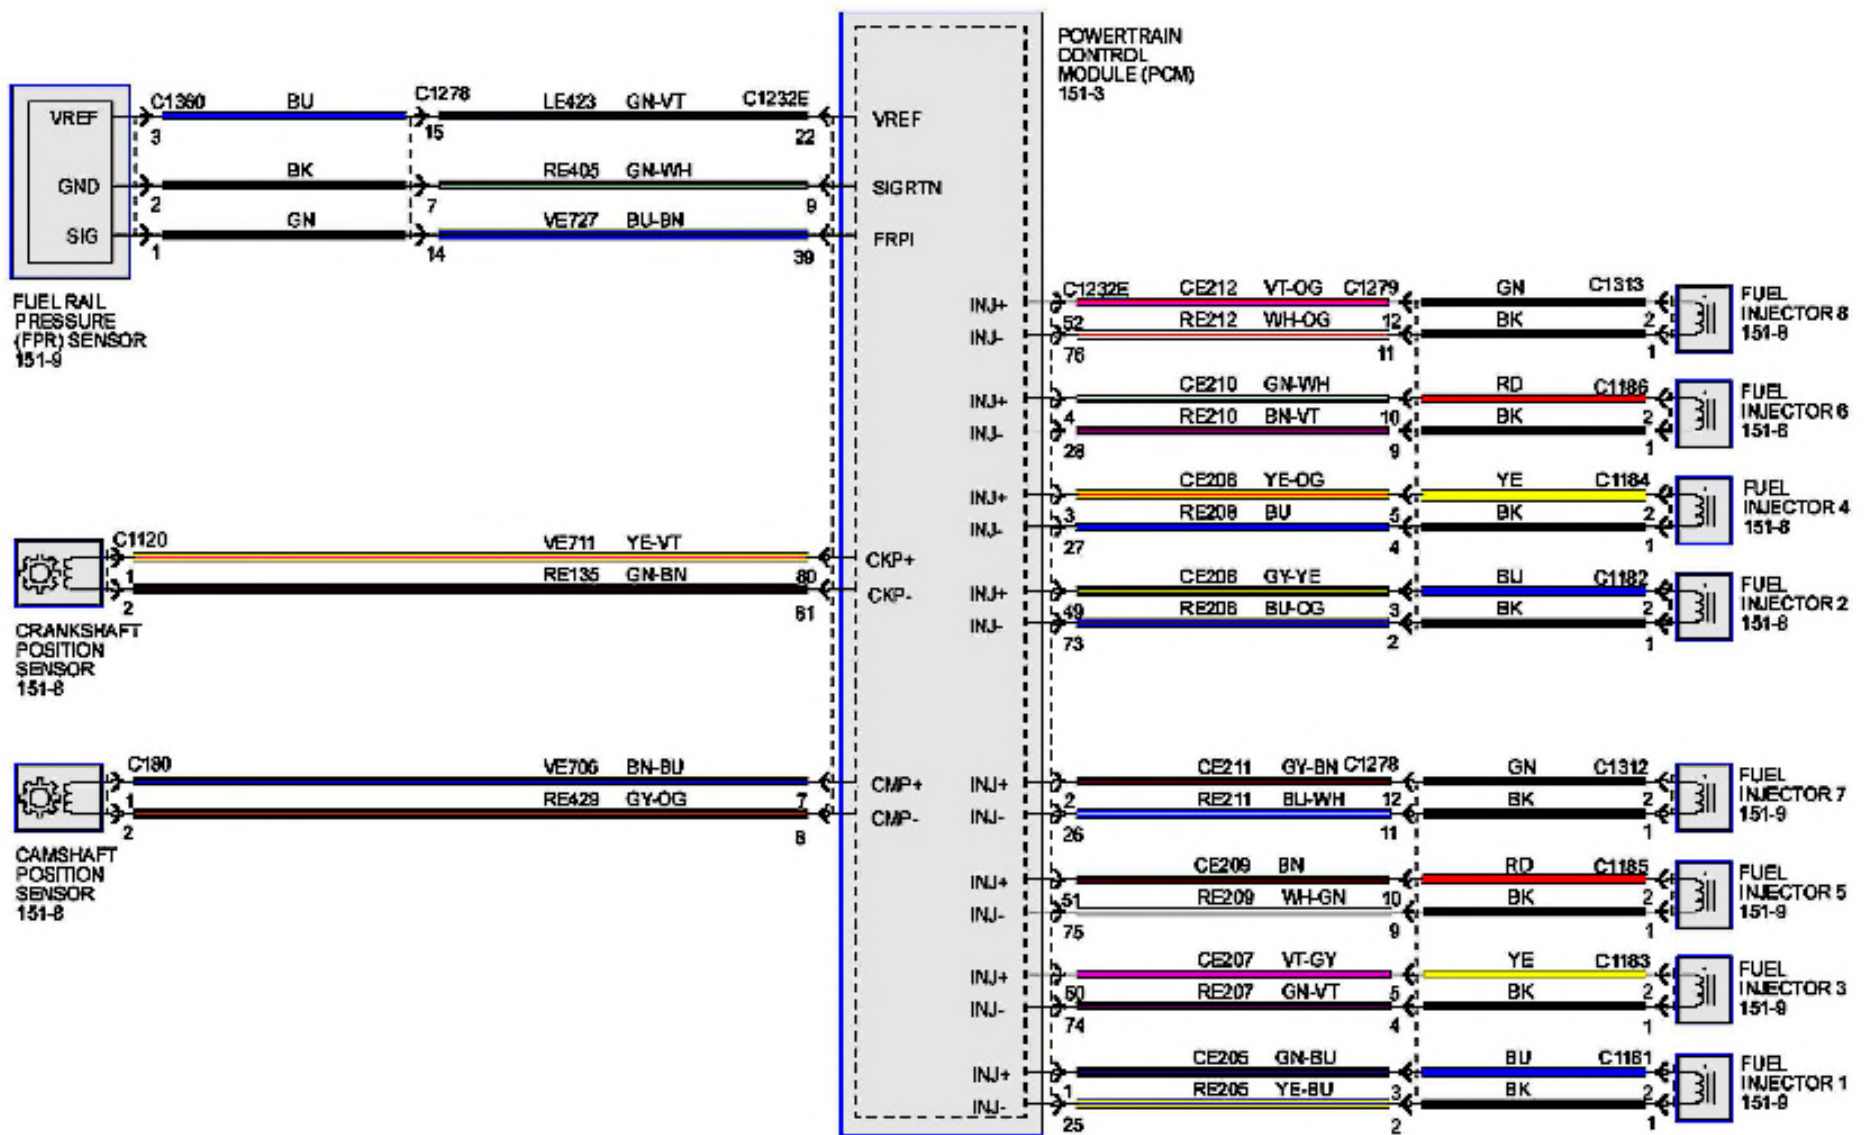 POWERTRAIN
CONTROL
MODULE (PCM)
151-3
C1360 BU C1278 LE423 GN-VT C1232E
VREF 3 15 22 VREF
BK RE405 GN-WH
GND 2 7 9 SIGRTN
GN VE727 BU-BN
SIG 1 14 39 FRPI
FUEL RAIL
PRESSURE
(FPR) SENSOR
151-9
C1232E CE212 VT-OG C1279 GN C1313
INJ+ 52 RE212 WH-OG 12 BK 2
INJ- 76 11 1
FUEL
INJECTOR 8
151-8
CE210 GN-WH RD C1186
INJ+ 4 RE210 BN-VT 10 BK 2
INJ- 28 9 1
FUEL
INJECTOR 6
151-8
CE208 YE-OG YE C1184
INJ+ 3 RE208 BU 5 BK 2
INJ- 27 4 1
FUEL
INJECTOR 4
151-8
C1120 VE711 YE-VT
1 RE135 GN-BN 80 CKP+
2 61 CKP-
CRANKSHAFT
POSITION
SENSOR
151-8
CE206 GY-YE BU C1182
INJ+ 49 RE206 BU-OG 3 BK 2
INJ- 73 2 1
FUEL
INJECTOR 2
151-8
C180 VE706 BN-BU
1 RE429 GY-OG 7 CMP+
2 8 CMP-
CAMSHAFT
POSITION
SENSOR
151-8
CE211 GY-BN C1278 GN C1312
INJ+ 2 RE211 BU-WH 12 BK 2
INJ- 26 11 1
FUEL
INJECTOR 7
151-9
CE209 BN RD C1185
INJ+ 51 RE209 WH-GN 10 BK 2
INJ- 75 9 1
FUEL
INJECTOR 5
151-9
CE207 VT-GY YE C1183
INJ+ 50 RE207 GN-VT 5 BK 2
INJ- 74 4 1
FUEL
INJECTOR 3
151-9
CE205 GN-BU BU C1181
INJ+ 1 RE205 YE-BU 3 BK 2
INJ- 25 2 1
FUEL
INJECTOR 1
151-9